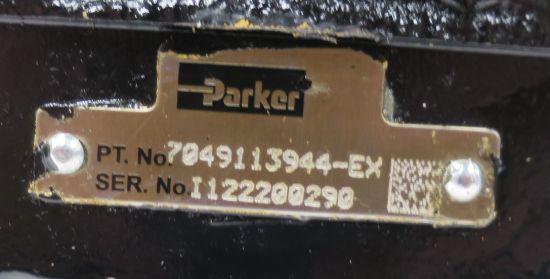 Parker
PT. No.7049113944-EX
SER. No.I122200290